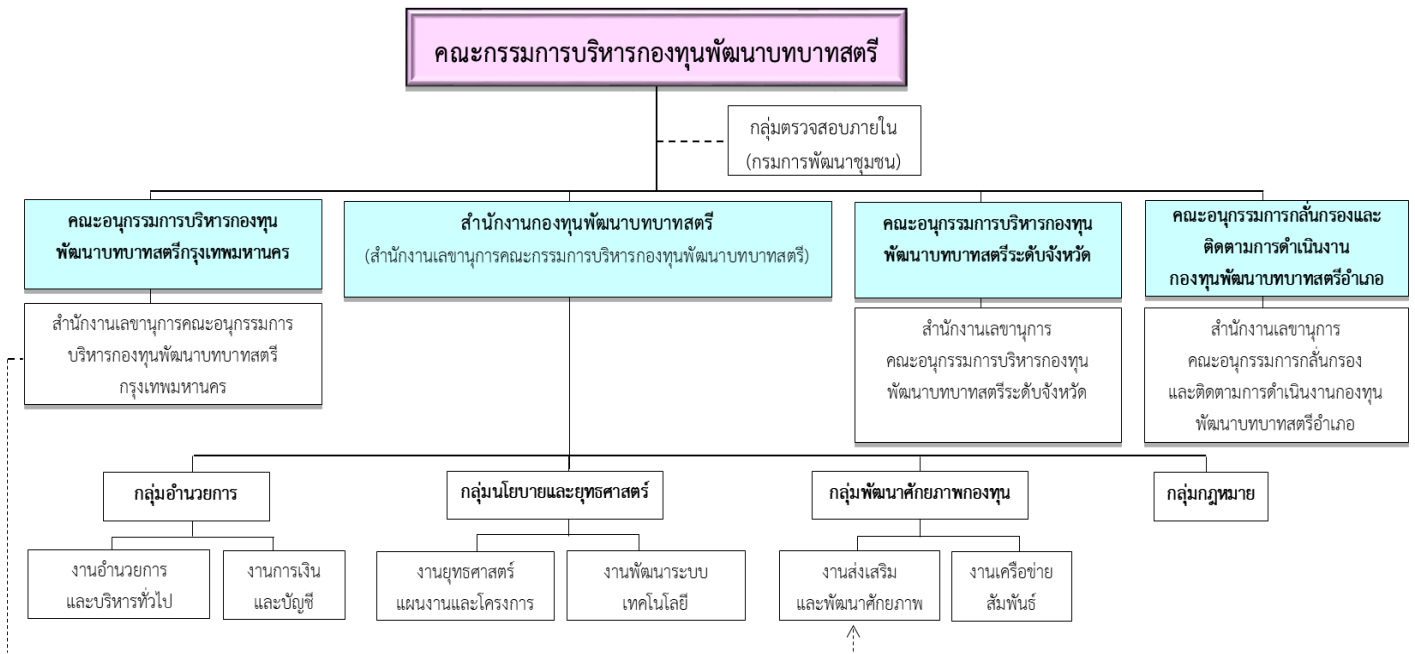 คณะกรรมการบริหารกองทุนพัฒนาบทบาทสตรี
กลุ่มตรวจสอบภายใน
(กรมการพัฒนาชุมชน)
คณะอนุกรรมการบริหารกองทุน
พัฒนาบทบาทสตรีกรุงเทพมหานคร
สำนักงานกองทุนพัฒนาบทบาทสตรี
(สำนักงานเลขานุการคณะกรรมการบริหารกองทุนพัฒนาบทบาทสตรี)
คณะอนุกรรมการบริหารกองทุน
พัฒนาบทบาทสตรีระดับจังหวัด
คณะอนุกรรมการกลั่นกรองและ
ติดตามการดำเนินงาน
กองทุนพัฒนาบทบาทสตรีอำเภอ
สำนักงานเลขานุการคณะอนุกรรมการ
บริหารกองทุนพัฒนาบทบาทสตรี
กรุงเทพมหานคร
สำนักงานเลขานุการ
คณะอนุกรรมการบริหารกองทุน
พัฒนาบทบาทสตรีระดับจังหวัด
สำนักงานเลขานุการ
คณะอนุกรรมการกลั่นกรอง
และติดตามการดำเนินงานกองทุน
พัฒนาบทบาทสตรีอำเภอ
กลุ่มอำนวยการ
กลุ่มนโยบายและยุทธศาสตร์
กลุ่มพัฒนาศักยภาพกองทุน
กลุ่มกฎหมาย
งานอำนวยการ
และบริหารทั่วไป
งานการเงิน
และบัญชี
งานยุทธศาสตร์
แผนงานและโครงการ
งานพัฒนาระบบ
เทคโนโลยี
งานส่งเสริม
และพัฒนาศักยภาพ
งานเครือข่าย
สัมพันธ์